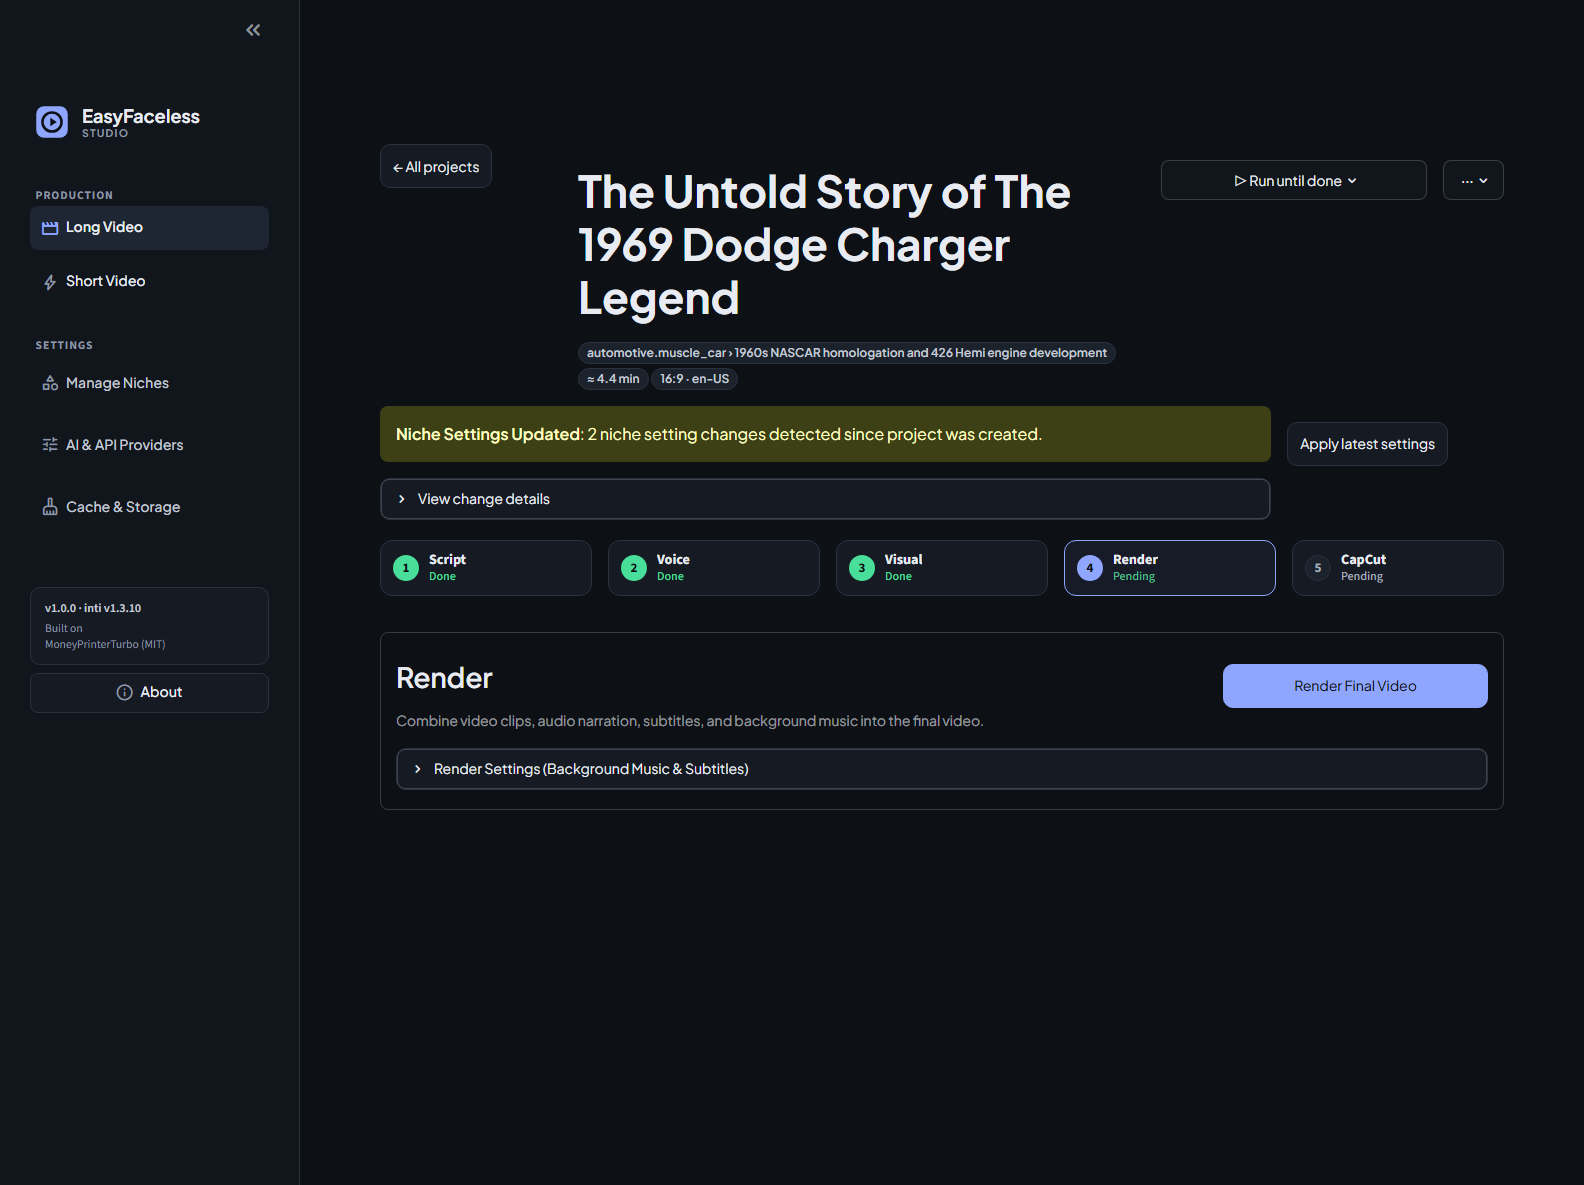 EasyFaceless
STUDIO
PRODUCTION
Long Video
Short Video
SETTINGS
Manage Niches
AI & API Providers
Cache & Storage
v1.0.0 · inti v1.3.10
Built on
MoneyPrinterTurbo (MIT)
About
← All projects
The Untold Story of The
1969 Dodge Charger
Legend
▷ Run until done
...
automotive.muscle_car › 1960s NASCAR homologation and 426 Hemi engine development
≈ 4.4 min 16:9 · en-US
Niche Settings Updated: 2 niche setting changes detected since project was created.
Apply latest settings
View change details
1 Script
Done
2 Voice
Done
3 Visual
Done
4 Render
Pending
5 CapCut
Pending
Render
Render Final Video
Combine video clips, audio narration, subtitles, and background music into the final video.
Render Settings (Background Music & Subtitles)